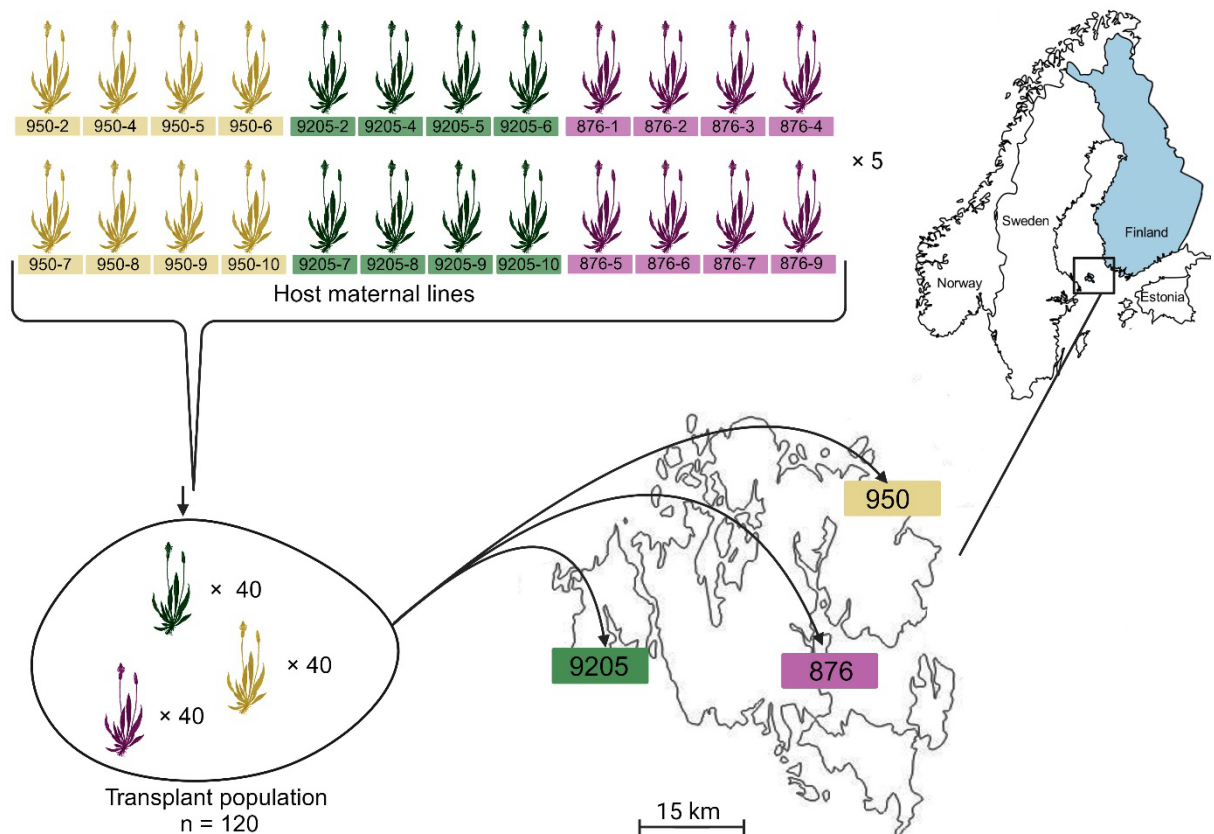 950-2 950-4 950-5 950-6 9205-2 9205-4 9205-5 9205-6 876-1 876-2 876-3 876-4
× 5
950-7 950-8 950-9 950-10 9205-7 9205-8 9205-9 9205-10 876-5 876-6 876-7 876-9
Host maternal lines
Sweden
Finland
Norway
Estonia
950
9205
876
× 40
× 40
× 40
Transplant population
n = 120
15 km